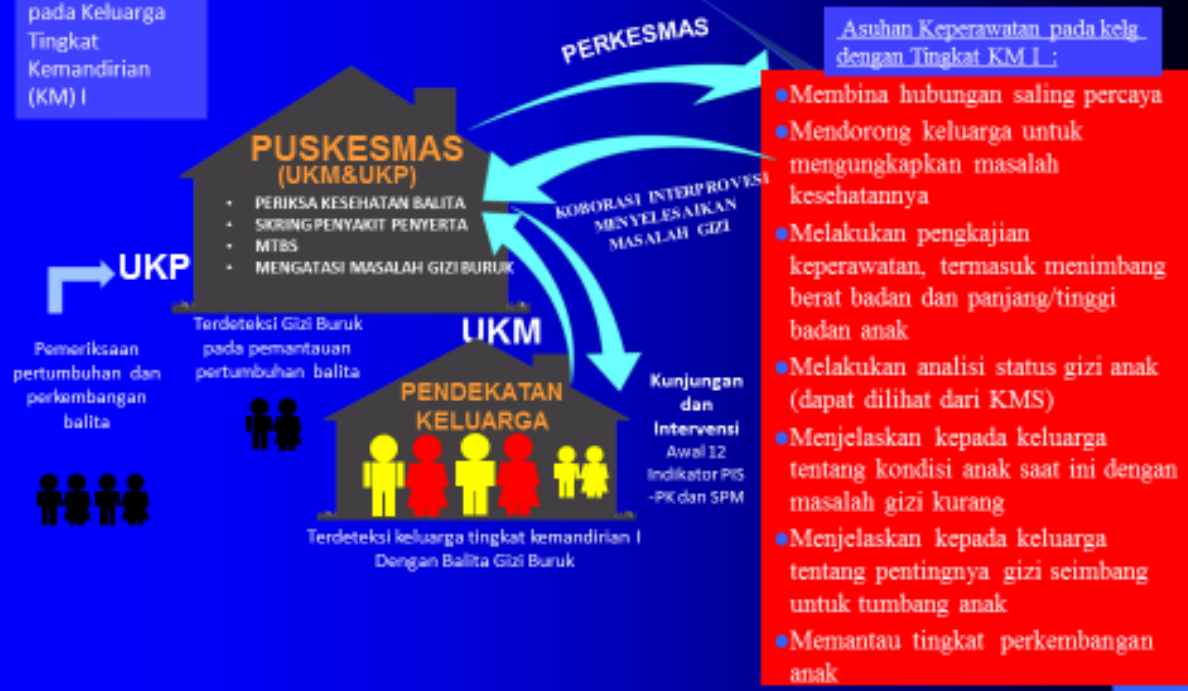 pada Keluarga
Tingkat
Kemandirian
(KM) I
PERKESMAS
Asuhan Keperawatan pada kelg
dengan Tingkat KM I :
PUSKESMAS
(UKM&UKP)
• PERIKSA KESEHATAN BALITA
• SKRING PENYAKIT PENYERTA
• MTBS
• MENGATASI MASALAH GIZI BURUK
KOBORASI INTERPROVESI
MENYELESAIKAN
MASALAH GIZI
UKP
Pemeriksaan
pertumbuhan dan
perkembangan
balita
Terdeteksi Gizi Buruk
pada pemantauan
pertumbuhan balita
UKM
PENDEKATAN
KELUARGA
Kunjungan
dan
Intervensi
Awal 12
Indikator PIS
-PK dan SPM
Terdeteksi keluarga tingkat kemandirian I
Dengan Balita Gizi Buruk
•Membina hubungan saling percaya
•Mendorong keluarga untuk
mengungkapkan masalah
kesehatannya
•Melakukan pengkajian
keperawatan, termasuk menimbang
berat badan dan panjang/tinggi
badan anak
•Melakukan analisi status gizi anak
(dapat dilihat dari KMS)
•Menjelaskan kepada keluarga
tentang kondisi anak saat ini dengan
masalah gizi kurang
•Menjelaskan kepada keluarga
tentang pentingnya gizi seimbang
untuk tumbang anak
•Memantau tingkat perkembangan
anak